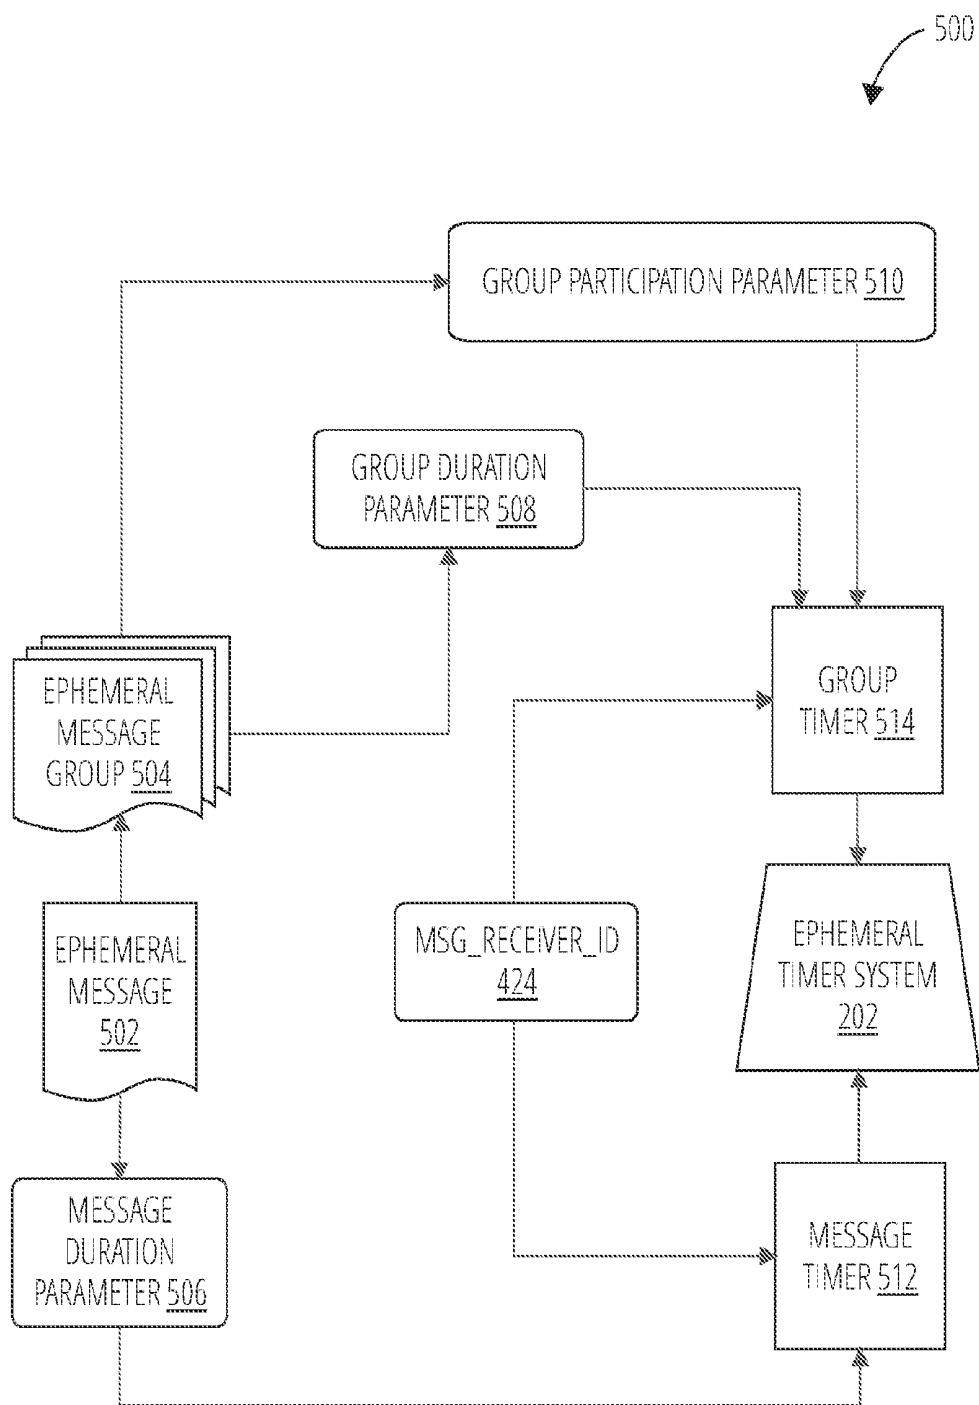 500
GROUP PARTICIPATION PARAMETER 510
GROUP DURATION
PARAMETER 508
EPHEMERAL
MESSAGE
GROUP 504
GROUP
TIMER 514
EPHEMERAL
MESSAGE
502
MSG_RECEIVER_ID
424
EPHEMERAL
TIMER SYSTEM
202
MESSAGE
DURATION
PARAMETER 506
MESSAGE
TIMER 512